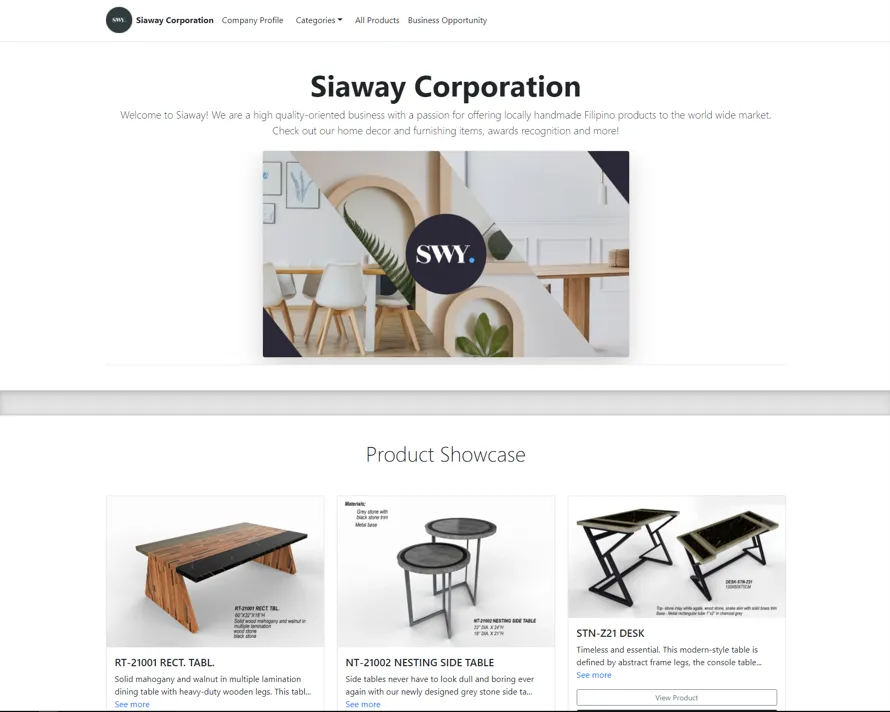 SWY.
Siaway Corporation
Company Profile
Categories
All Products
Business Opportunity
Siaway Corporation
Welcome to Siaway! We are a high quality-oriented business with a passion for offering locally handmade Filipino products to the world wide market.
Check out our home decor and furnishing items, awards recognition and more!
SWY.
Product Showcase
RT-21001 RECT. TBL.
60"X32"X18"H
Solid wood mahogany and walnut in
multiple lamination
wood stone
black stone
RT-21001 RECT. TABL.
Solid mahogany and walnut in multiple lamination
dining table with heavy-duty wooden legs. This tabl...
See more
Materials;
Grey stone with
black stone trim
Metal base
NT-21002 NESTING SIDE TABLE
22" DIA. X 24"H
18" DIA. X 21"H
NT-21002 NESTING SIDE TABLE
Side tables never have to look dull and boring ever
again with our newly designed grey stone side ta...
See more
DESK-STN-Z31
Top- stone inlay white agate, wood stone, snake skin with solid brass trim
Base - Metal rectangular tube 1"x2" in charcoal grey
STN-Z21 DESK
Timeless and essential. This modern-style table is
defined by abstract frame legs, the console table...
See more
View Product